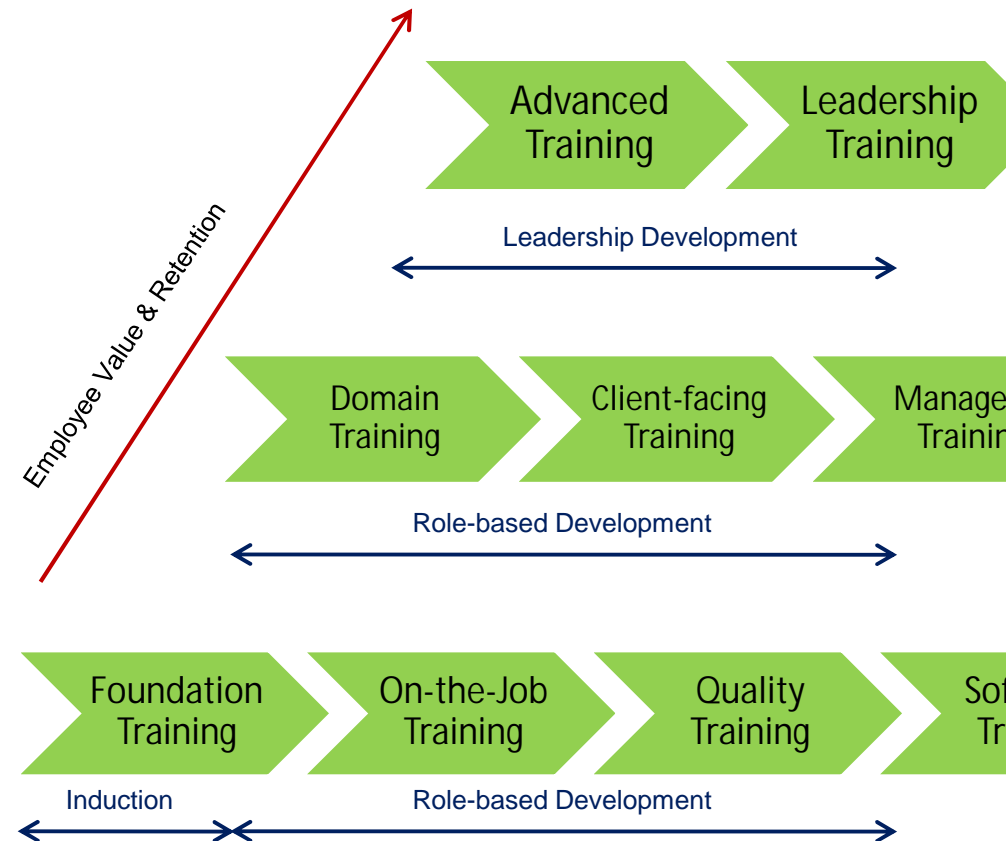 Advanced
Training
Leadership
Training
Leadership Development
Employee Value & Retention
Domain
Training
Client-facing
Training
Role-based Development
Foundation
Training
On-the-Job
Training
Quality
Training
Induction
Role-based Development